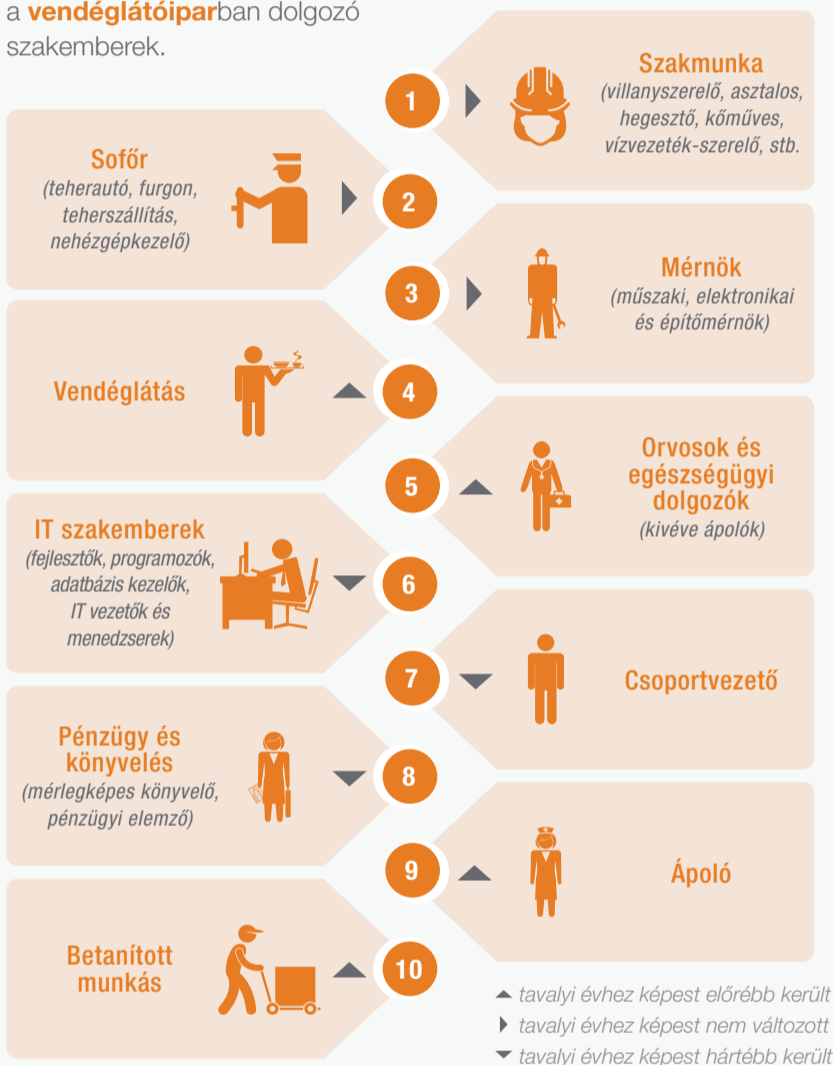 a vendéglátóiparban dolgozó
szakemberek.
1
Szakmunka
(villanyszerelő, asztalos,
hegesztő, kőműves,
vízvezeték-szerelő, stb.
Sofőr
(teherautó, furgon,
teherszállítás,
nehézgépkezelő)
2
3
Mérnök
(műszaki, elektronikai
és építőmérnök)
Vendéglátás
4
5
Orvosok és
egészségügyi
dolgozók
(kivéve ápolók)
IT szakemberek
(fejlesztők, programozók,
adatbázis kezelők,
IT vezetők és
menedzserek)
6
7
Csoportvezető
Pénzügy és
könyvelés
(mérlegképes könyvelő,
pénzügyi elemző)
8
9
Ápoló
Betanított
munkás
10
tavalyi évhez képest előrébb került
tavalyi évhez képest nem változott
tavalyi évhez képest hártébb került